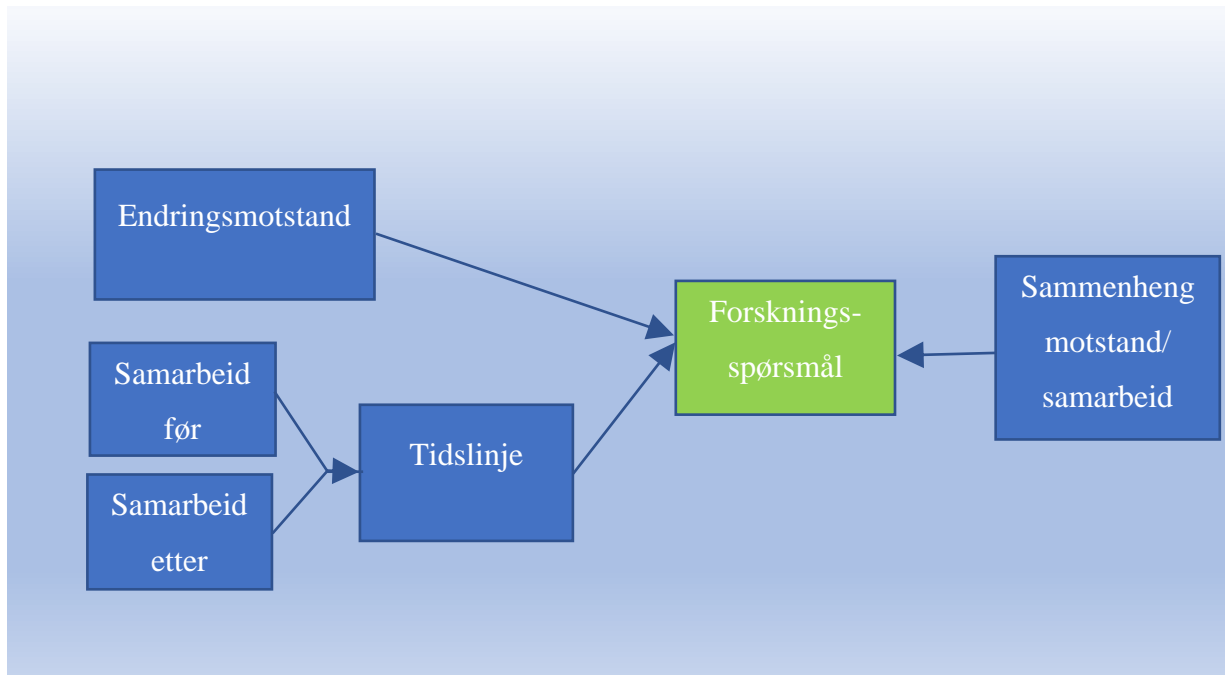 Endringsmotstand
Samarbeid
før
Samarbeid
etter
Tidslinje
Forsknings-
spørsmål
Sammenheng
motstand/
samarbeid